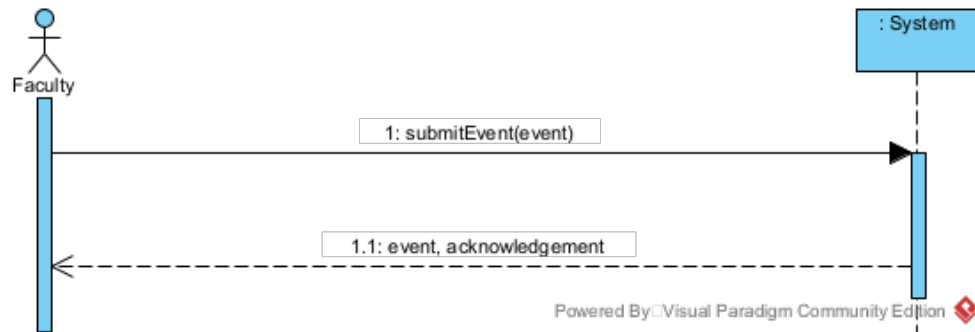 : System
Faculty
1: submitEvent(event)
1.1: event, acknowledgement
Powered By□Visual Paradigm Community Edition